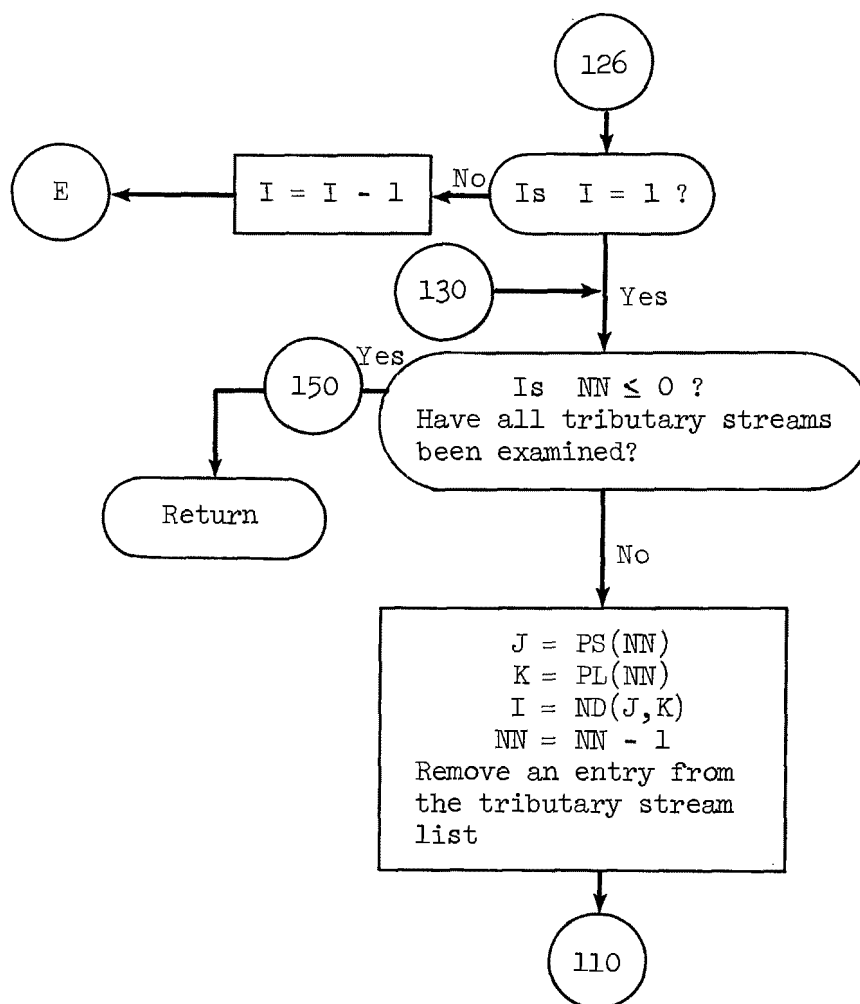 126
Is I = 1 ?
No
I = I - 1
E
130
Yes
Is NN ≤ 0 ?
Have all tributary streams
been examined?
Yes
150
Return
No
J = PS(NN)
K = PL(NN)
I = ND(J,K)
NN = NN - 1
Remove an entry from
the tributary stream
list
110